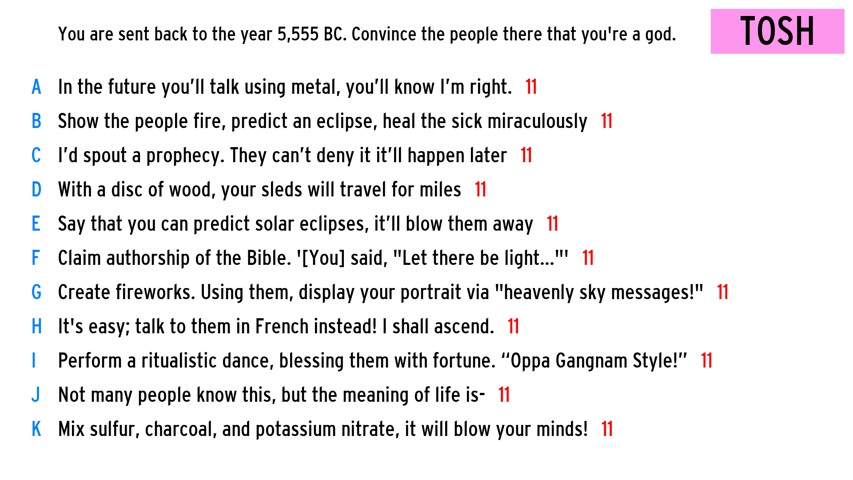 You are sent back to the year 5,555 BC. Convince the people there that you're a god.
TOSH
A In the future you’ll talk using metal, you’ll know I’m right. 11
B Show the people fire, predict an eclipse, heal the sick miraculously 11
C I’d spout a prophecy. They can’t deny it it’ll happen later 11
D With a disc of wood, your sleds will travel for miles 11
E Say that you can predict solar eclipses, it’ll blow them away 11
F Claim authorship of the Bible. '[You] said, "Let there be light..."' 11
G Create fireworks. Using them, display your portrait via "heavenly sky messages!" 11
H It's easy; talk to them in French instead! I shall ascend. 11
I Perform a ritualistic dance, blessing them with fortune. “Oppa Gangnam Style!” 11
J Not many people know this, but the meaning of life is- 11
K Mix sulfur, charcoal, and potassium nitrate, it will blow your minds! 11